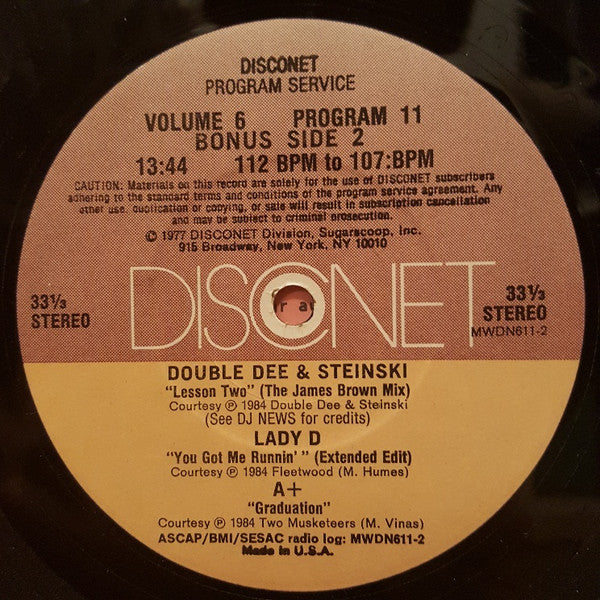 DISCONET
PROGRAM SERVICE
VOLUME 6 PROGRAM 11
BONUS SIDE 2
13:44 112 BPM to 107:BPM
CAUTION: Materials on this record are solely for the use of DISCONET subscribers
adhering to the standard terms and conditions of the program service agreement. Any
other use, duplication or copying, or sale will result in subscription cancellation
and may be subject to criminal prosecution.
© 1977 DISCONET Division, Sugarscoop, Inc.
915 Broadway, New York, NY 10010
DISCONET
33⅓
STEREO
r ar
33⅓
STEREO
MWDN611-2
DOUBLE DEE & STEINSKI
"Lesson Two" (The James Brown Mix)
Courtesy ℗ 1984 Double Dee & Steinski
(See DJ NEWS for credits)
LADY D
"You Got Me Runnin' " (Extended Edit)
Courtesy ℗ 1984 Fleetwood (M. Humes)
A+
"Graduation"
Courtesy ℗ 1984 Two Musketeers (M. Vinas)
ASCAP/BMI/SESAC radio log: MWDN611-2
Made in U.S.A.